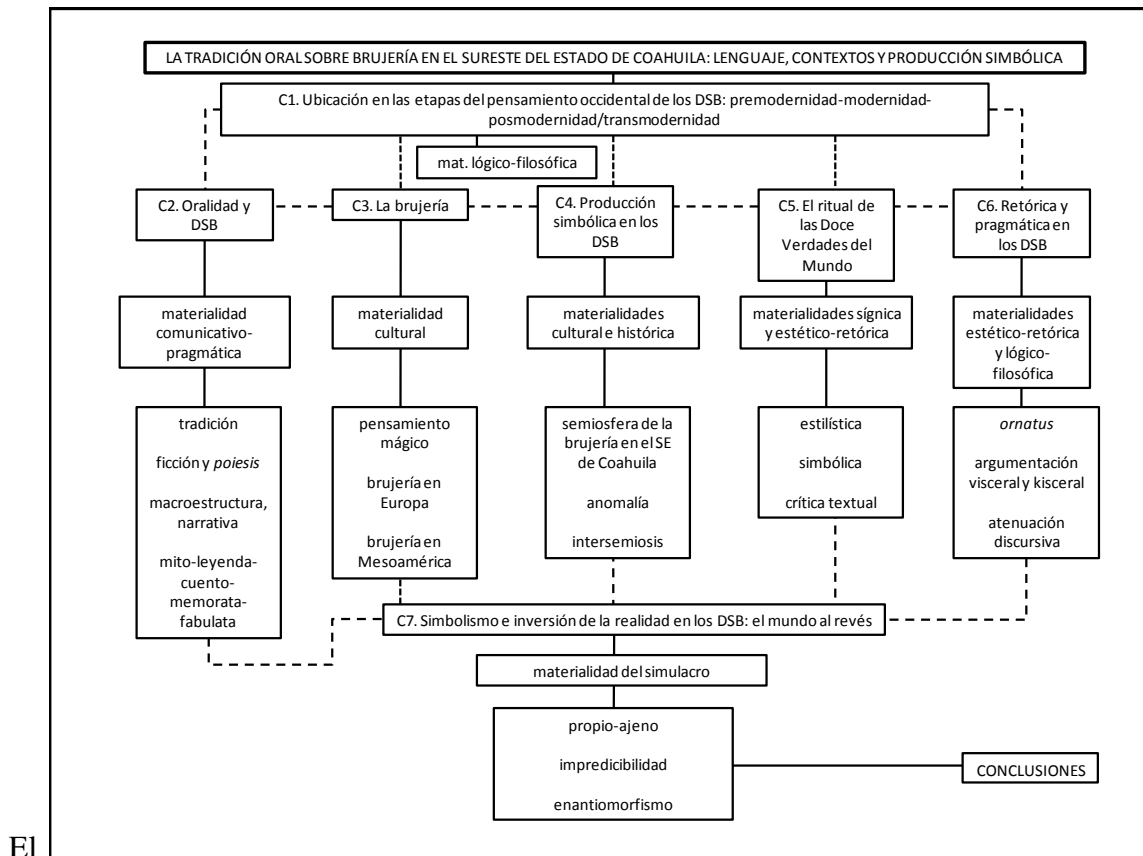 LA TRADICIÓN ORAL SOBRE BRUJERÍA EN EL SURESTE DEL ESTADO DE COAHUILA: LENGUAJE, CONTEXTOS Y PRODUCCIÓN SIMBÓLICA
C1. Ubicación en las etapas del pensamiento occidental de los DSB: premodernidad-modernidad-
posmodernidad/transmodernidad
mat. lógico-filosófica
C2. Oralidad y
DSB
C3. La brujería
C4. Producción
simbólica en los
DSB
C5. El ritual de
las Doce
Verdades del
Mundo
C6. Retórica y
pragmática en
los DSB
materialidad
comunicativo-
pragmática
materialidad
cultural
materialidades
cultural e histórica
materialidades sígnica
y estético-retórica
materialidades
estético-retórica
y lógico-
filosófica
tradición
ficción y poiesis
macroestructura,
narrativa
mito-leyenda-
cuento-
memorata-
fabulata
pensamiento
mágico
brujería en
Europa
brujería en
Mesoamérica
semiosfera de la
brujería en el SE
de Coahuila
anomalía
intersemiosis
estilística
simbólica
crítica textual
ornatus
argumentación
visceral y kisceral
atenuación
discursiva
C7. Simbolismo e inversión de la realidad en los DSB: el mundo al revés
materialidad del simulacro
propio-ajeno
impredicibilidad
enantiomorfismo
CONCLUSIONES
El